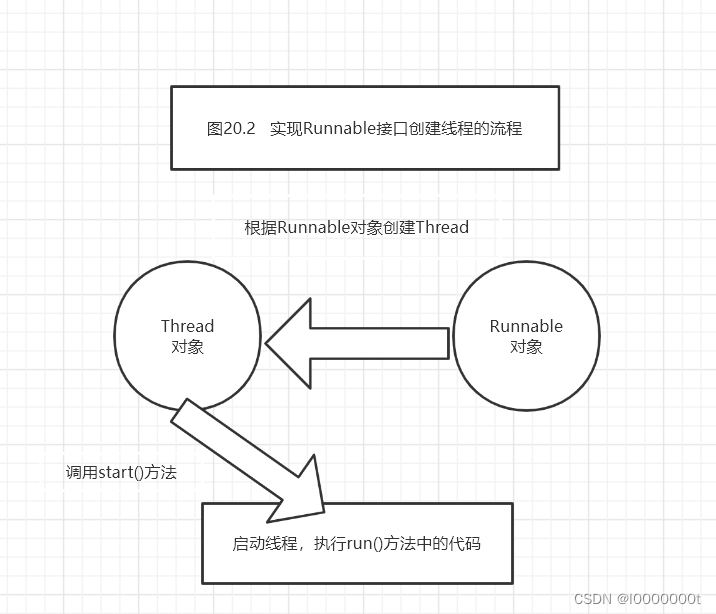 图20.2 实现Runnable接口创建线程的流程
根据Runnable对象创建Thread
Thread
对象
Runnable
对象
调用start()方法
启动线程，执行run()方法中的代码
CSDN @l0000000t